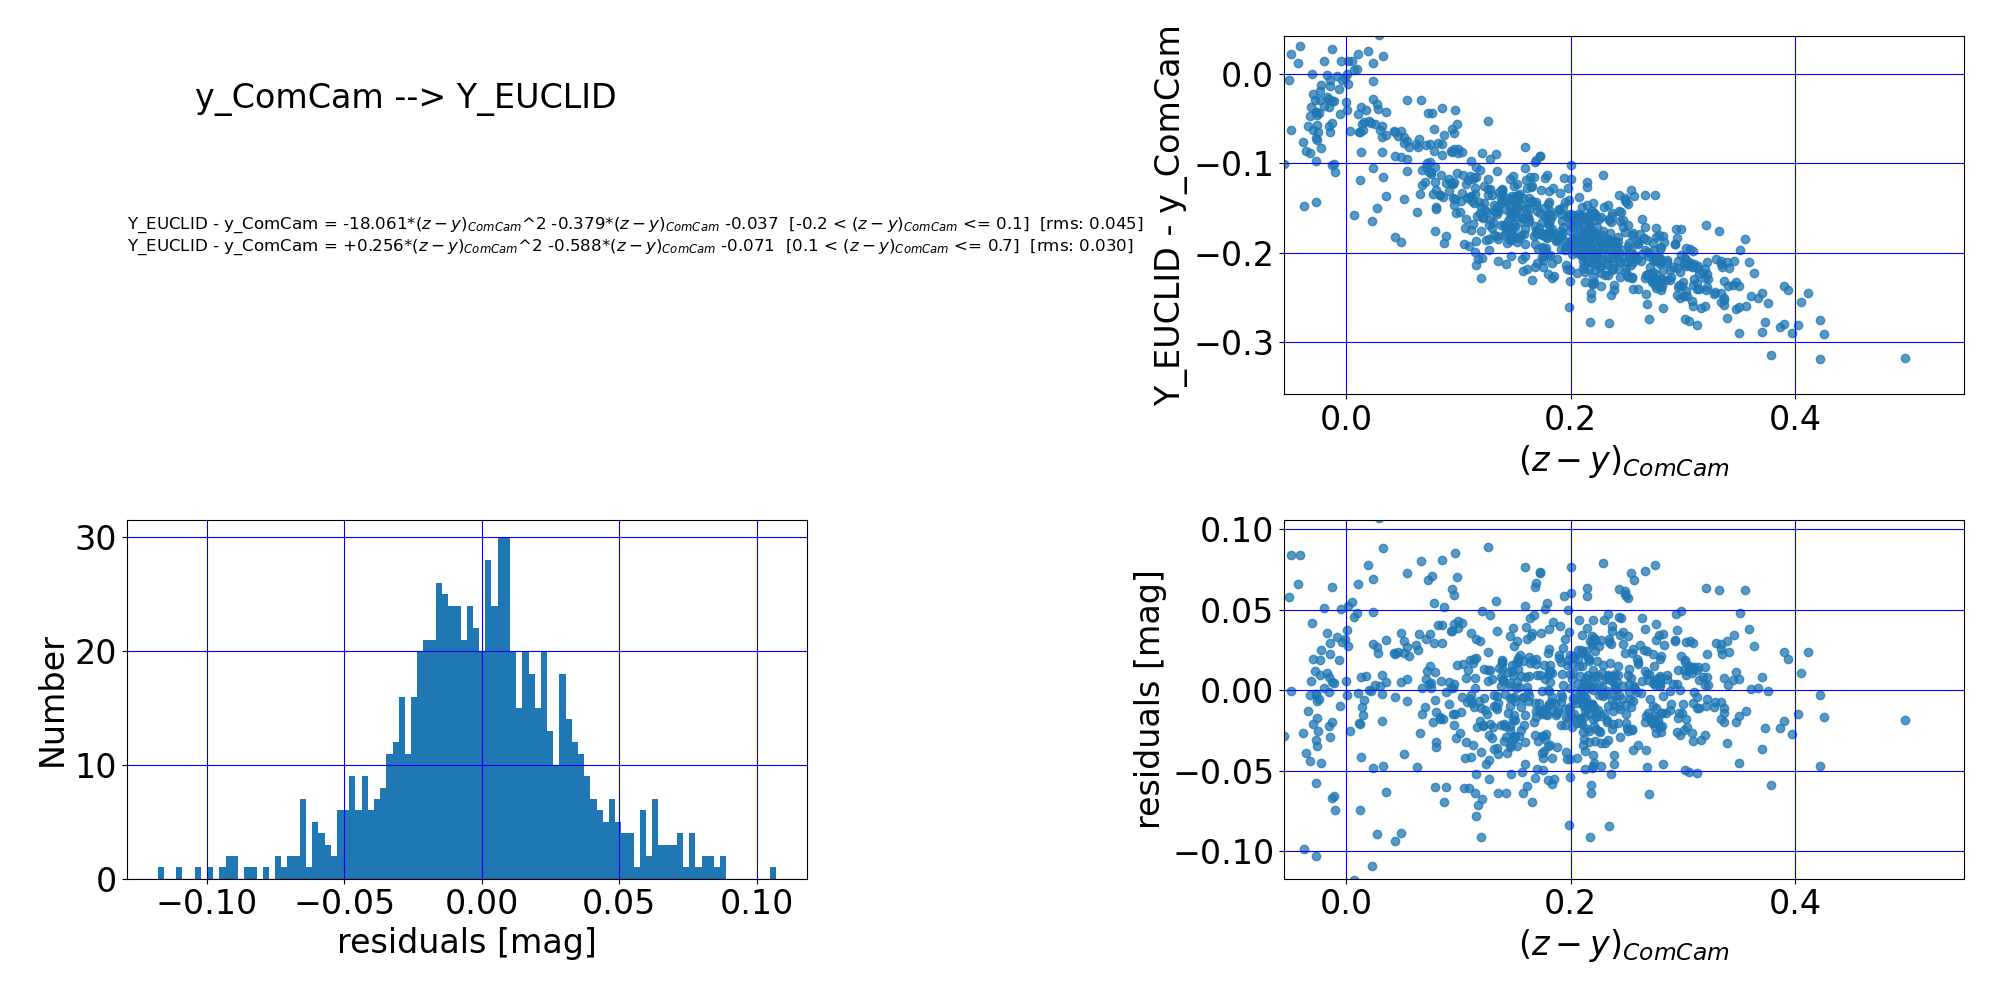 y_ComCam --> Y_EUCLID
Y_EUCLID - y_ComCam = -18.061*(z − y)ComCam^2 -0.379*(z − y)ComCam -0.037 [-0.2 < (z − y)ComCam <= 0.1] [rms: 0.045]
Y_EUCLID - y_ComCam = +0.256*(z − y)ComCam^2 -0.588*(z − y)ComCam -0.071 [0.1 < (z − y)ComCam <= 0.7] [rms: 0.030]
Y_EUCLID - y_ComCam
0.0
−0.1
−0.2
−0.3
0.0 0.2 0.4
(z − y)ComCam
Number
30
20
10
0
−0.10 −0.05 0.00 0.05 0.10
residuals [mag]
residuals [mag]
0.10
0.05
0.00
−0.05
−0.10
0.0 0.2 0.4
(z − y)ComCam